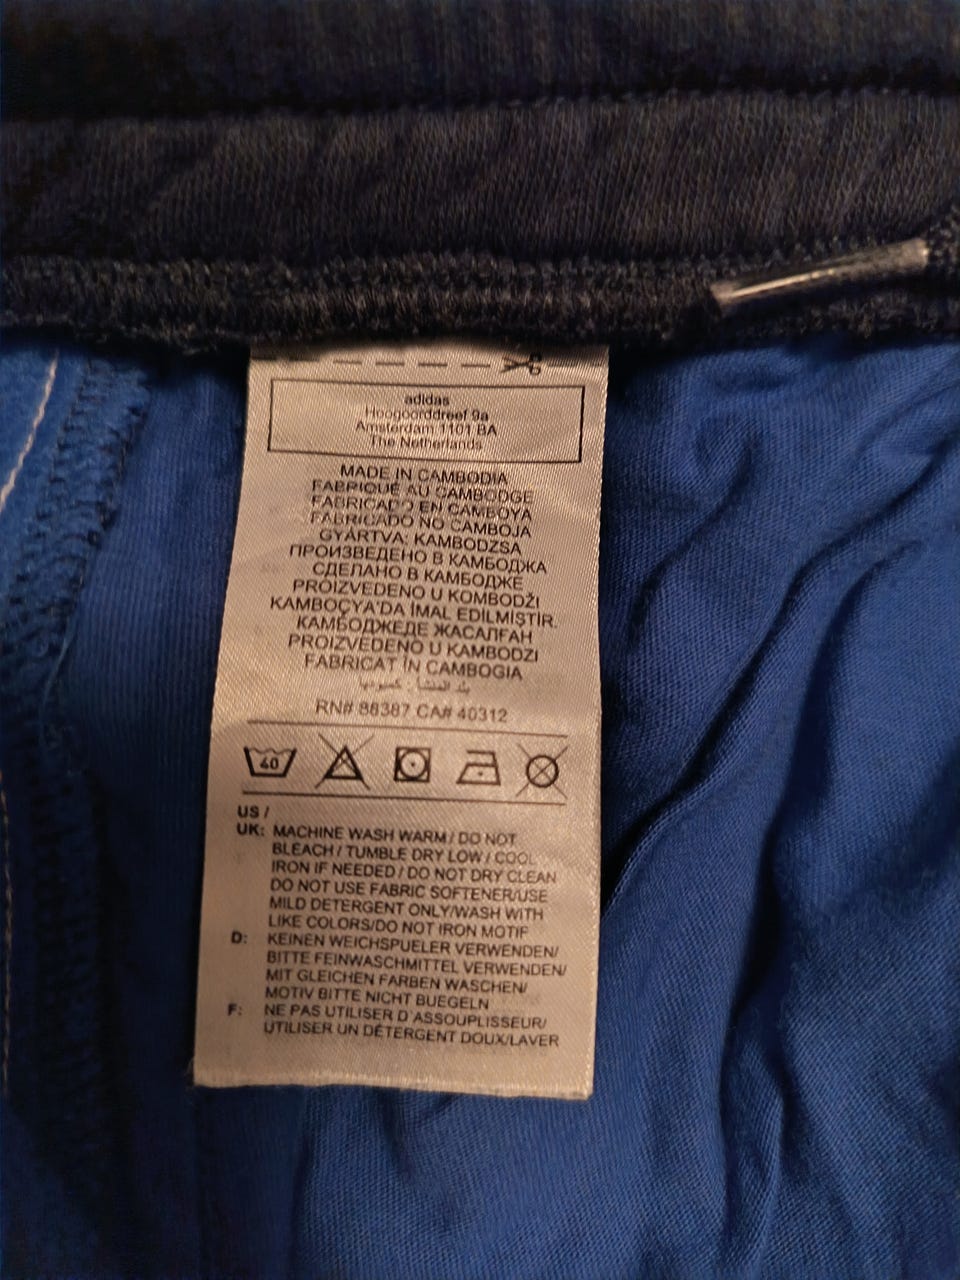 adidas
Hoogoorddreef 9a
Amsterdam 1101 BA
The Netherlands
MADE IN CAMBODIA
FABRIQUÉ AU CAMBODGE
FABRICADO EN CAMBOYA
FABRICADO NO CAMBOJA
GYÁRTVA: KAMBODZSA
ПРОИЗВЕДЕНО В КАМБОДЖА
СДЕЛАНО В КАМБОДЖЕ
PROIZVEDENO U KOMBODŽI
KAMBOÇYA'DA İMAL EDILMIŞTIR.
КАМБОДЖЕДЕ ЖАСАЛҒАН
PROIZVEDENO U KAMBODZI
FABRICAT ÎN CAMBOGIA
بلد المنشأ: كمبوديا
RN# 88387 CA# 40312
40
US /
UK: MACHINE WASH WARM / DO NOT
BLEACH / TUMBLE DRY LOW / COOL
IRON IF NEEDED / DO NOT DRY CLEAN
DO NOT USE FABRIC SOFTENER/USE
MILD DETERGENT ONLY/WASH WITH
LIKE COLORS/DO NOT IRON MOTIF
D: KEINEN WEICHSPUELER VERWENDEN/
BITTE FEINWASCHMITTEL VERWENDEN/
MIT GLEICHEN FARBEN WASCHEN/
MOTIV BITTE NICHT BUEGELN
F: NE PAS UTILISER D'ASSOUPLISSEUR/
UTILISER UN DÉTERGENT DOUX/LAVER